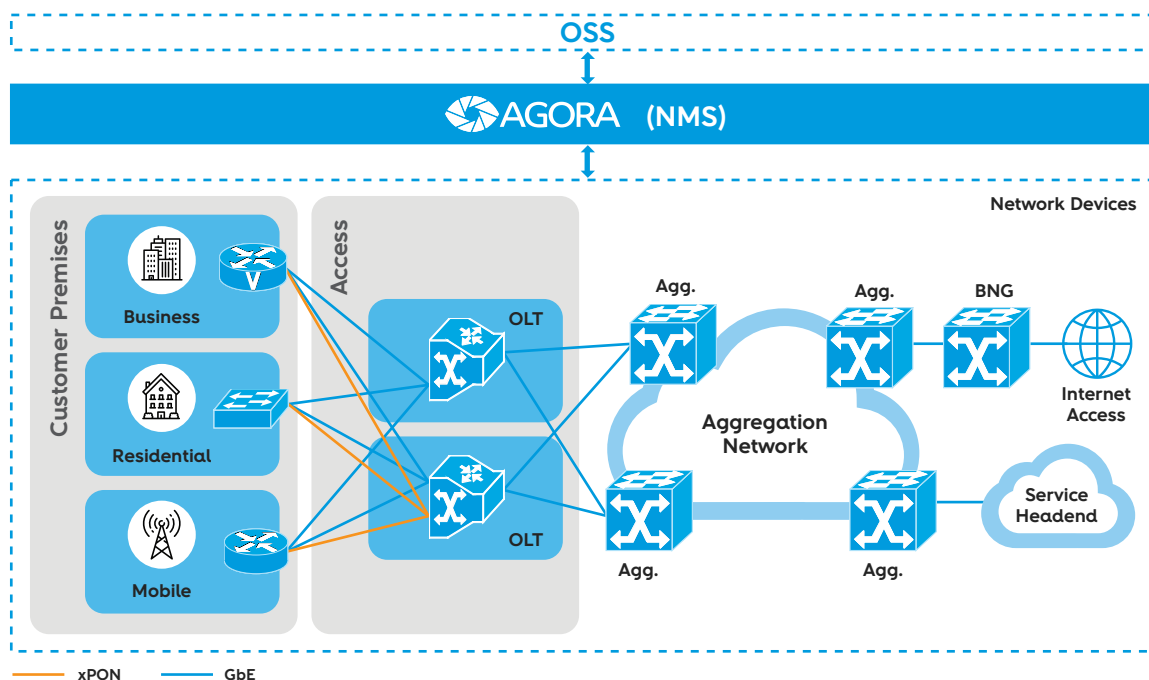 OSS
AGORA (NMS)
Network Devices
Customer Premises
Access
Business
Residential
Mobile
OLT
OLT
Agg.
Agg.
BNG
Internet
Access
Aggregation
Network
Service
Headend
Agg.
Agg.
xPON
GbE